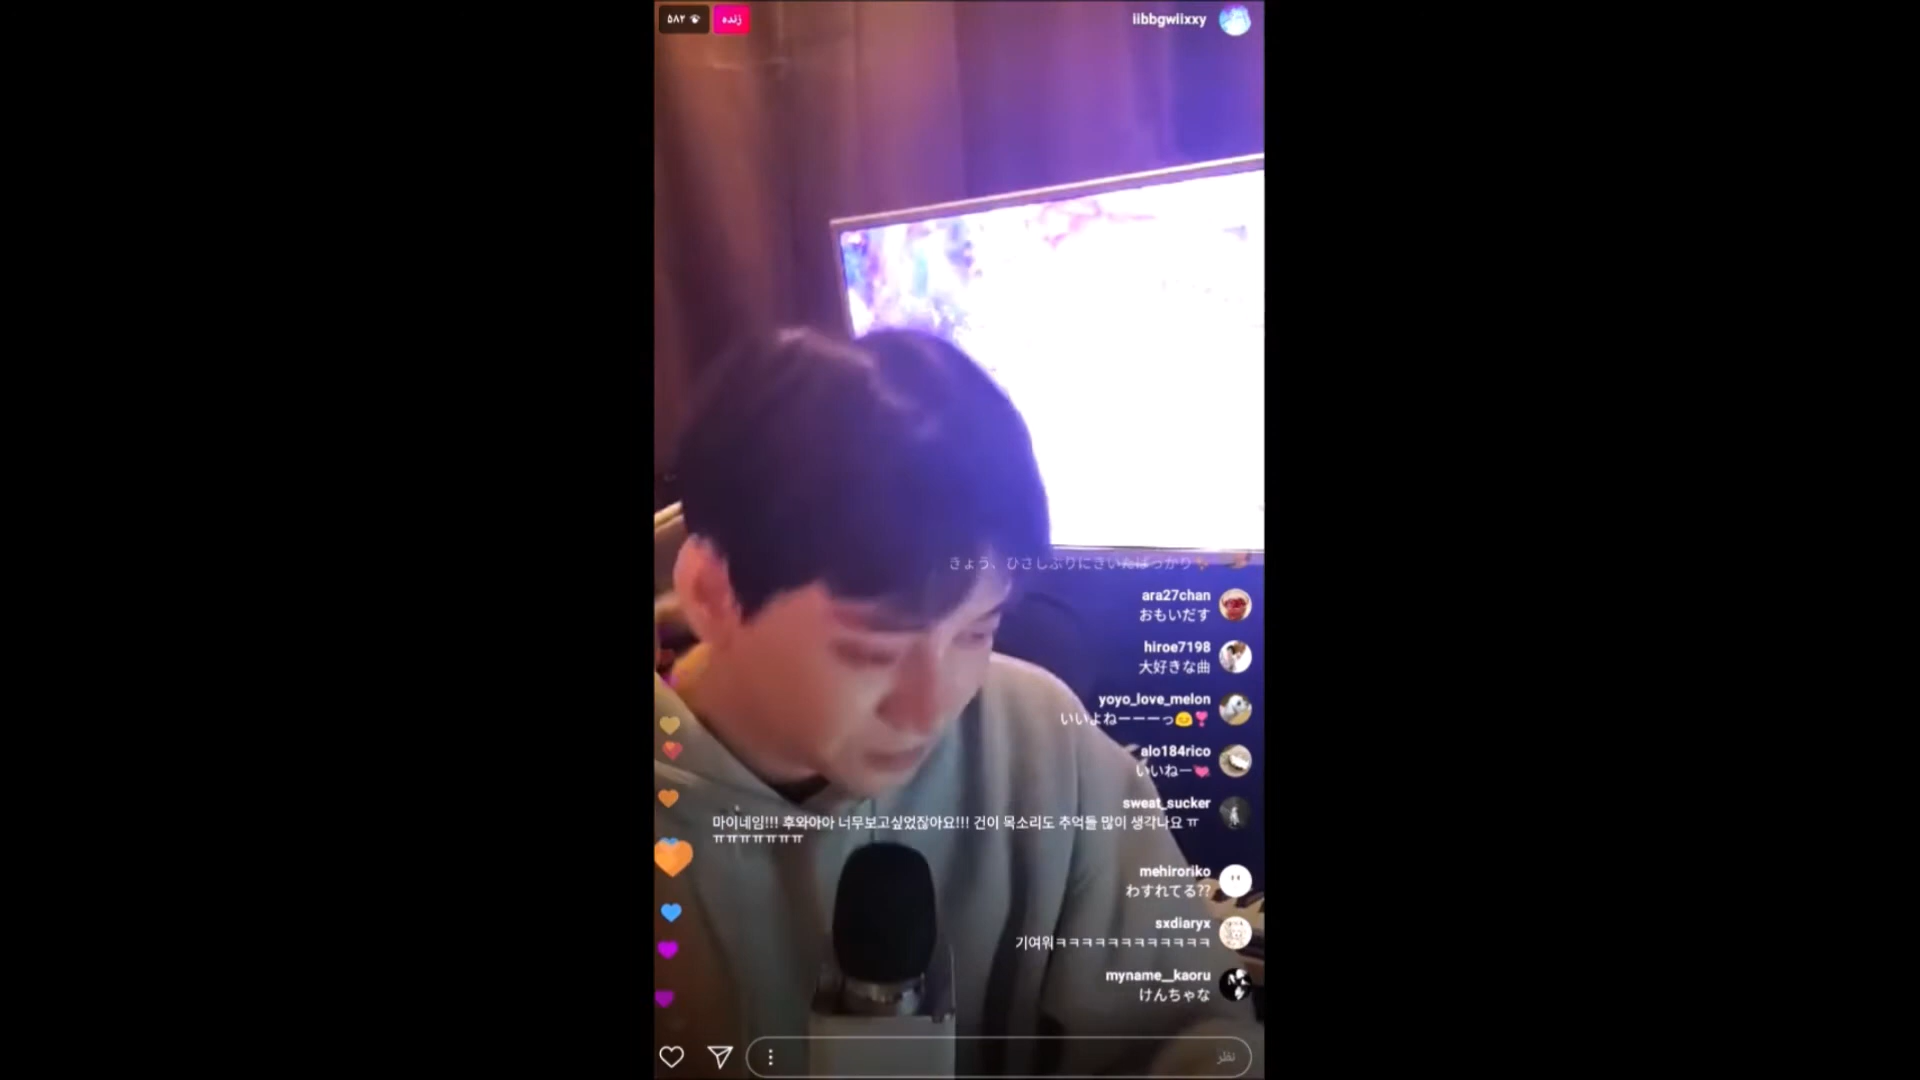 ۵۸۲
زنده
iibbgwiixxy
きょう、ひさしぶりにきいたばっかり✨
ara27chan
おもいだす
hiroe7198
大好きな曲
yoyo_love_melon
いいよねーーーっ😊❣️
alo184rico
いいねー💘
sweat_sucker
마이네임!!! 후와아아 너무보고싶었잖아요!!! 건이 목소리도 추억돌 많이 생각나요 ㅠ
ㅠㅠㅠㅠㅠㅠㅠ
mehiroriko
わすれてる??
sxdiaryx
기여워ㅋㅋㅋㅋㅋㅋㅋㅋㅋㅋㅋㅋ
myname__kaoru
けんちゃな
نظر